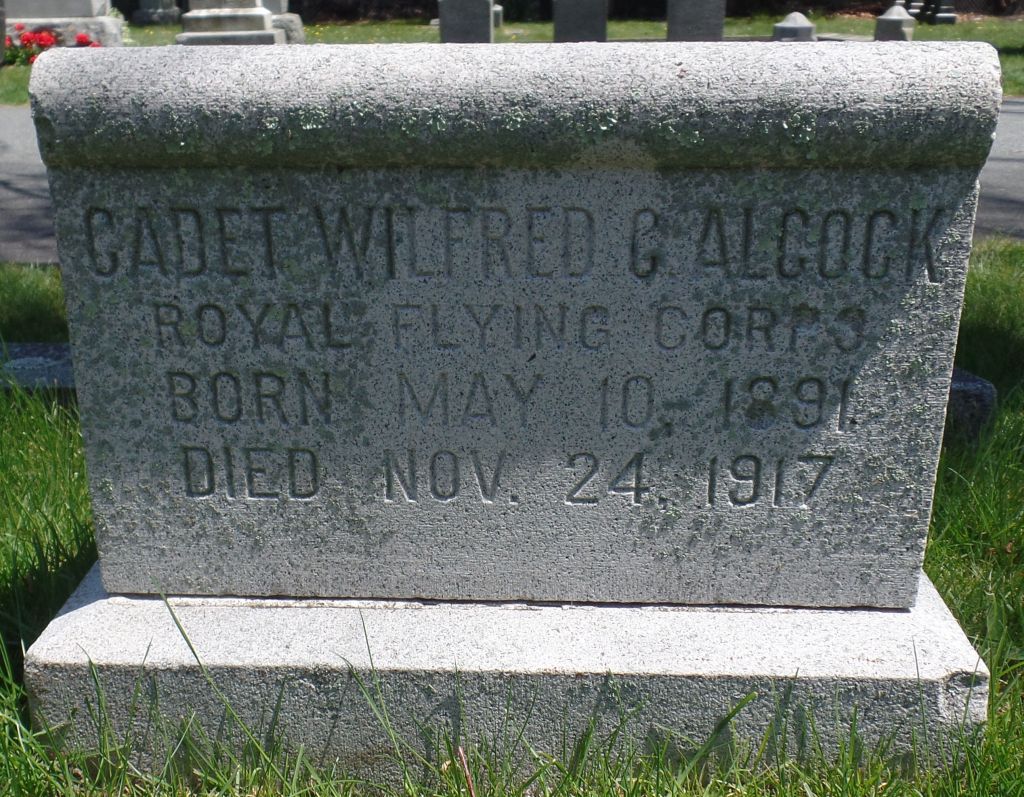 CADET WILFRED C. ALCOCK
ROYAL FLYING CORPS
BORN MAY 10, 1891.
DIED NOV. 24, 1917